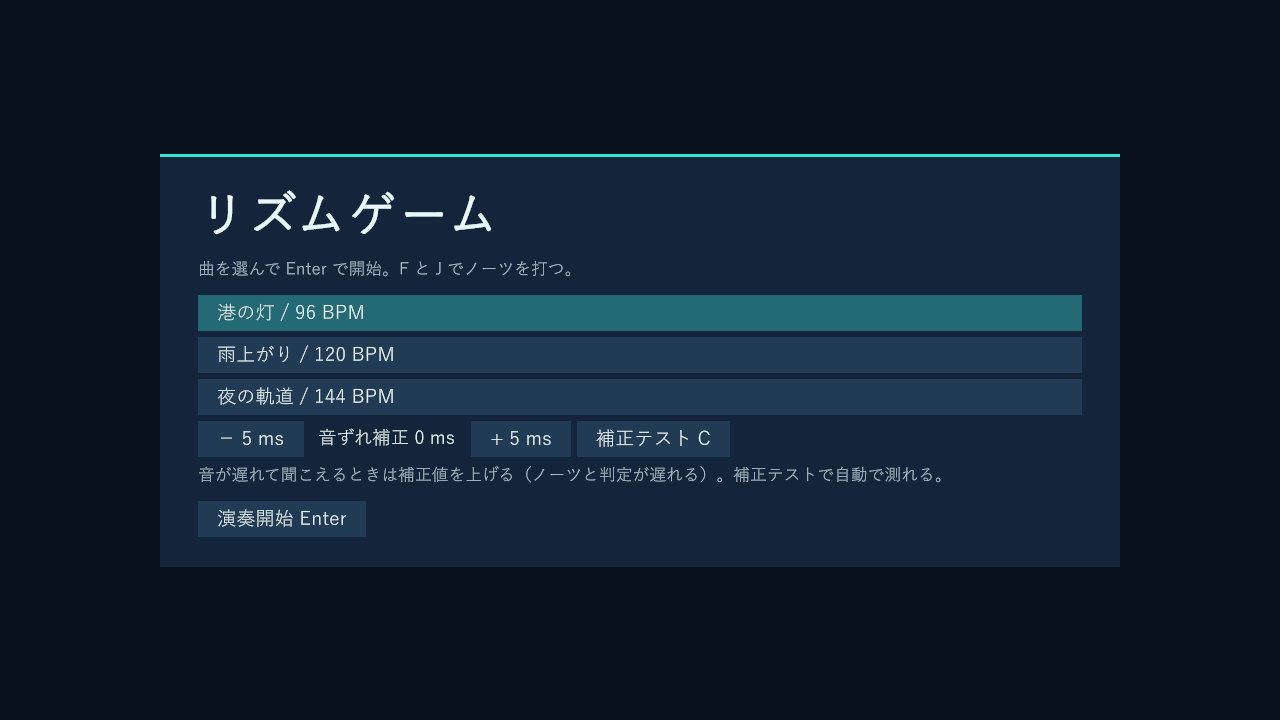 リズムゲーム
曲を選んで Enter で開始。F と J でノーツを打つ。
港の灯 / 96 BPM
雨上がり / 120 BPM
夜の軌道 / 144 BPM
− 5 ms 音ずれ補正 0 ms + 5 ms 補正テスト C
音が遅れて聞こえるときは補正値を上げる（ノーツと判定が遅れる）。補正テストで自動で測れる。
演奏開始 Enter